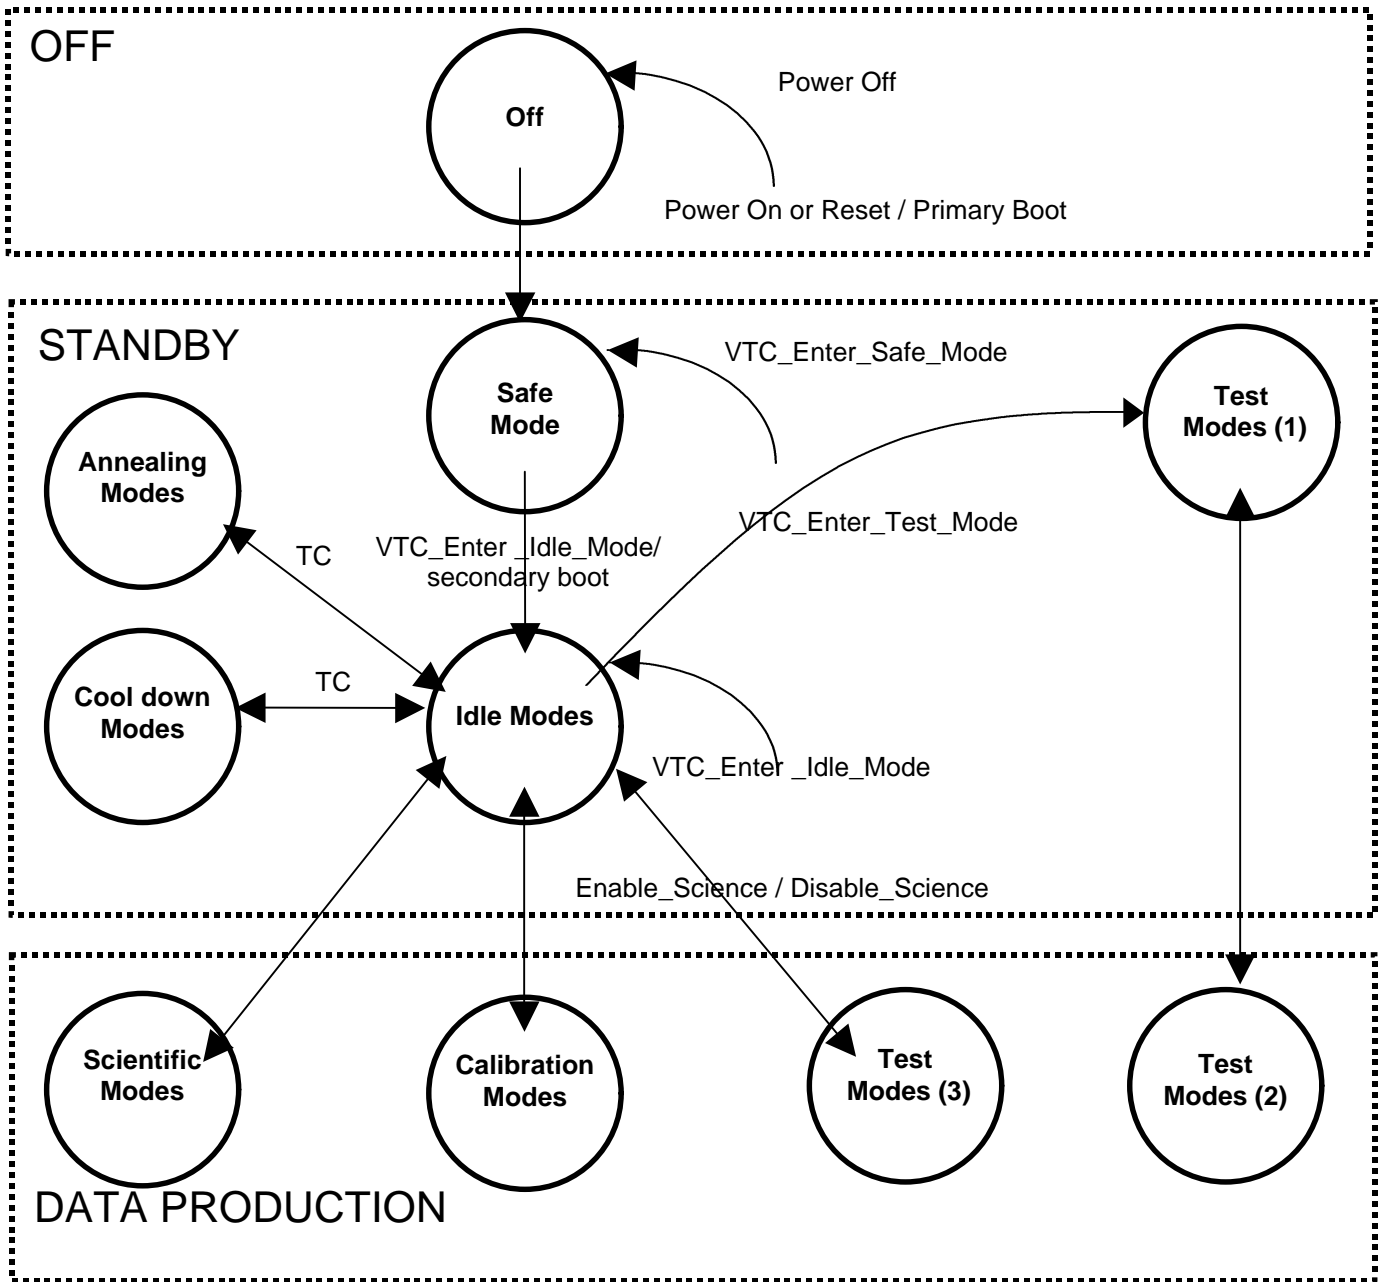 OFF
Power Off
Off
Power On or Reset / Primary Boot
STANDBY
VTC_Enter_Safe_Mode
Safe
Mode
Test
Modes (1)
Annealing
Modes
VTC_Enter_Test_Mode
TC
VTC_Enter _Idle_Mode/
secondary boot
TC
Cool down
Modes
Idle Modes
VTC_Enter _Idle_Mode
Enable_Science / Disable_Science
Scientific
Modes
Calibration
Modes
Test
Modes (3)
Test
Modes (2)
DATA PRODUCTION